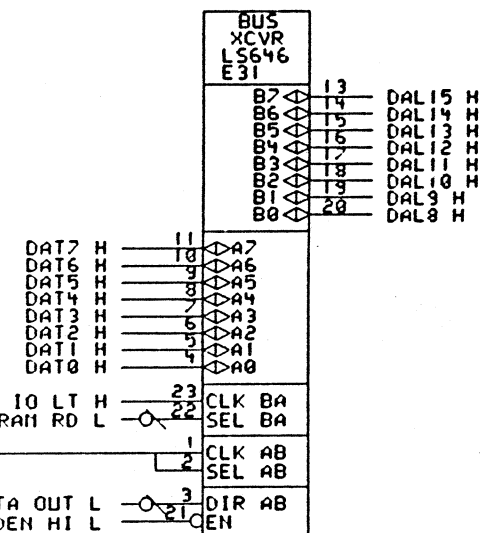 BUS
XCVR
LS646
E31
B7 13 DAL15 H
B6 14 DAL14 H
B5 15 DAL13 H
B4 16 DAL12 H
B3 17 DAL11 H
B2 18 DAL10 H
B1 19 DAL9 H
B0 20 DAL8 H
DAT7 H 11 A7
DAT6 H 10 A6
DAT5 H 9 A5
DAT4 H 8 A4
DAT3 H 7 A3
DAT2 H 6 A2
DAT1 H 5 A1
DAT0 H 4 A0
IO LT H 23 CLK BA
RAM RD L 22 SEL BA
1 CLK AB
2 SEL AB
TA OUT L 3 DIR AB
DEN HI L 21 EN